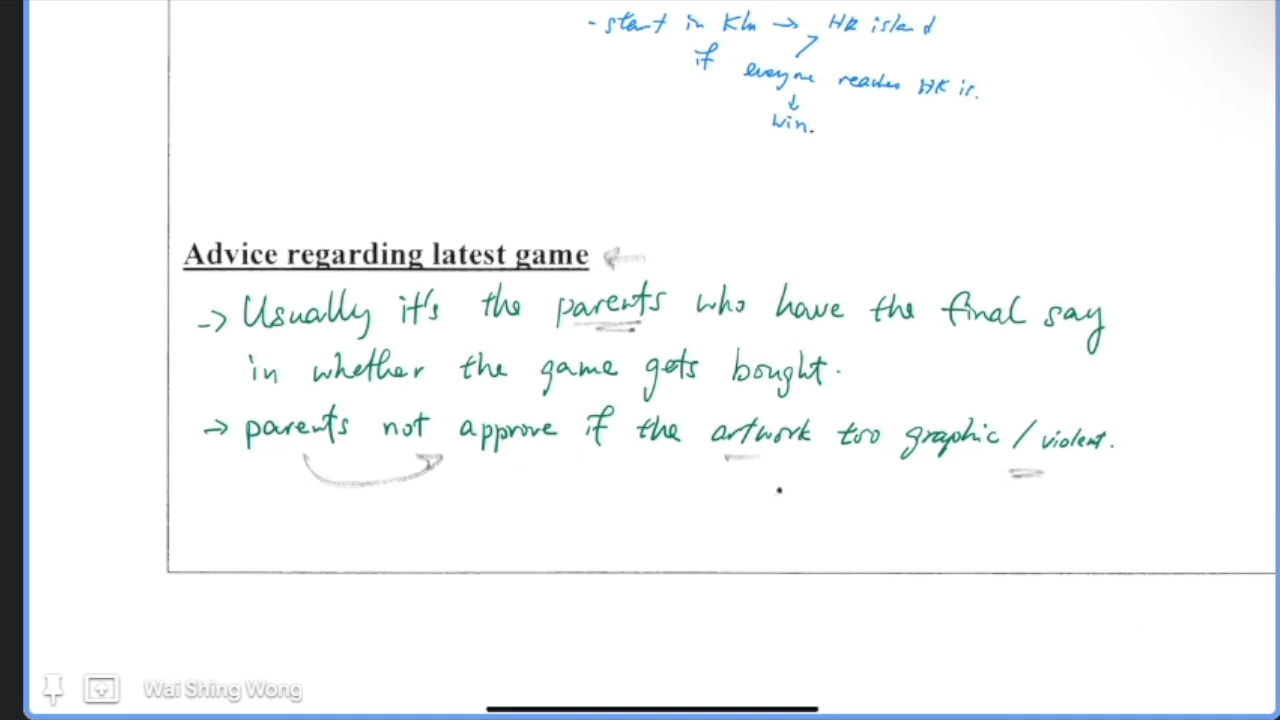 - start in Kln → HK island
if everyone reaches HK is.
↓
win.
Advice regarding latest game
→ Usually it's the parents who have the final say
in whether the game gets bought.
→ parents not approve if the artwork too graphic / violent.
Wai Shing Wong